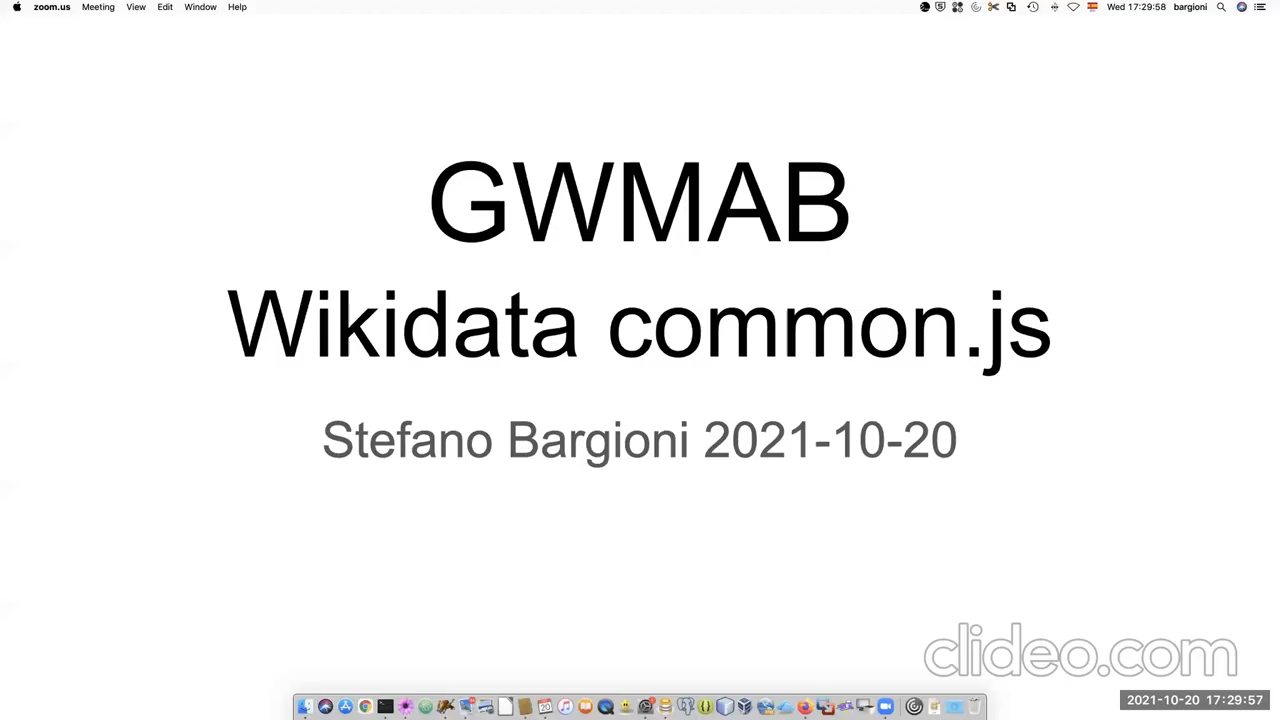 zoom.us Meeting View Edit Window Help Wed 17:29:58 bargioni
GWMAB
Wikidata common.js
Stefano Bargioni 2021-10-20
clideo.com
2021-10-20 17:29:57